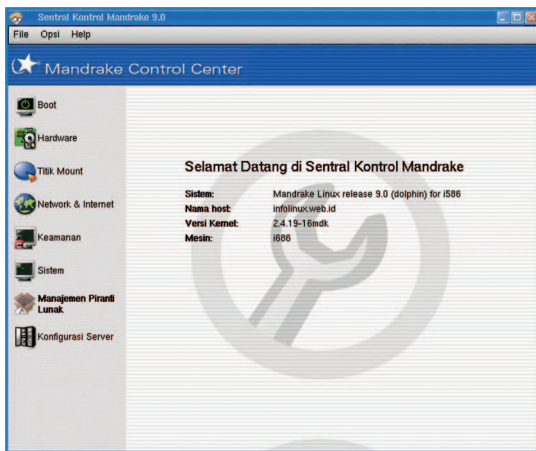 Sentral Kontrol Mandrake 9.0
File Opsi Help
Mandrake Control Center
Boot
Hardware
Titik Mount
Network & Internet
Keamanan
Sistem
Manajemen Piranti
Lunak
Konfigurasi Server
Selamat Datang di Sentral Kontrol Mandrake
Sistem: Mandrake Linux release 9.0 (dolphin) for i586
Nama host: infolinux.web.id
Versi Kernel: 2.4.19-16mdk
Mesin: i686